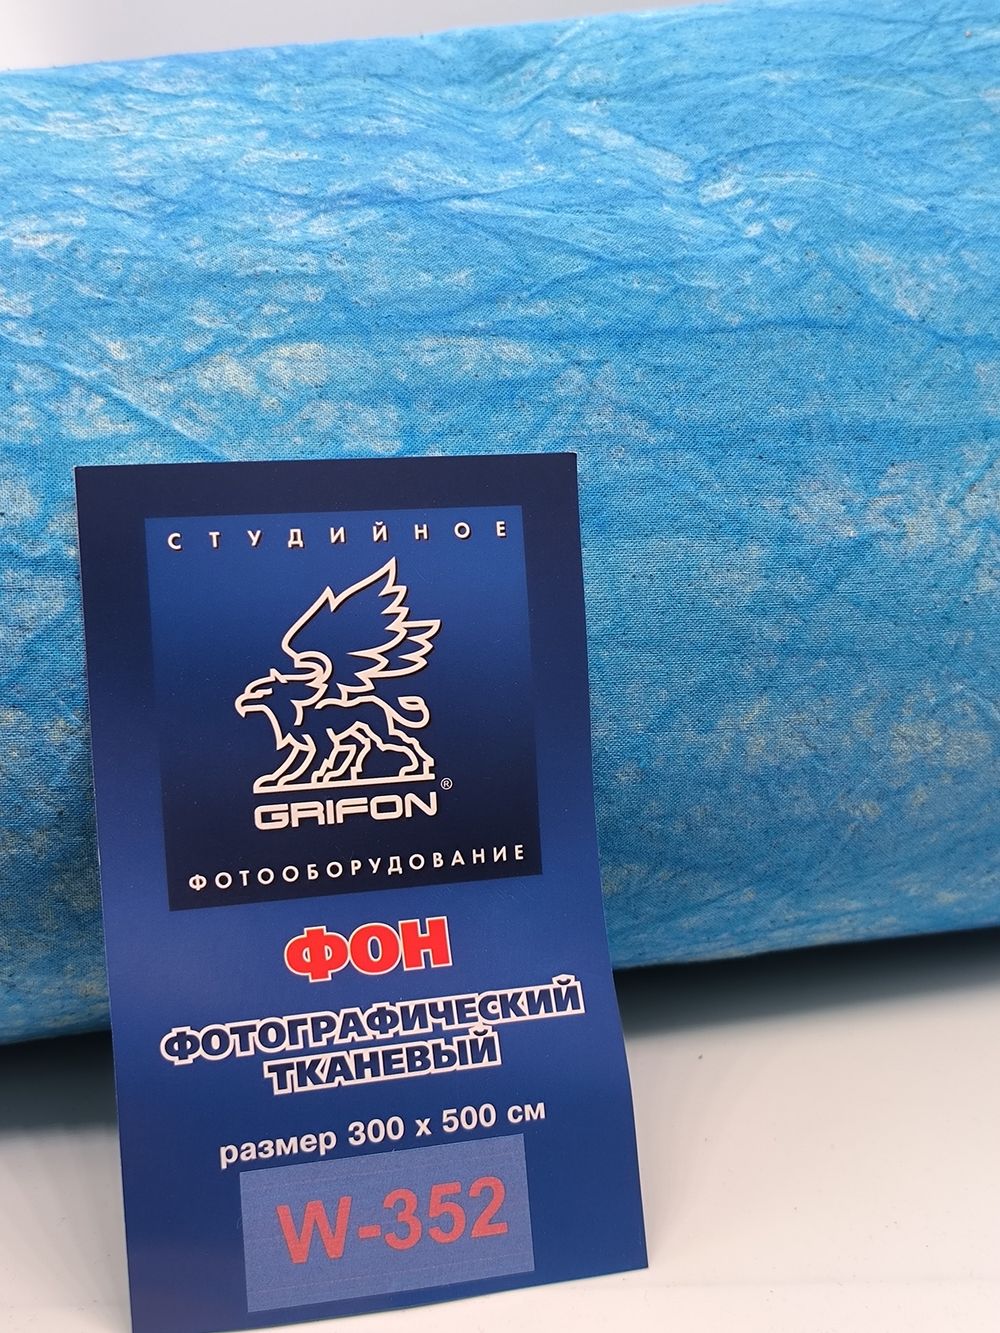 СТУДИЙНОЕ
GRIFON®
ФОТООБОРУДОВАНИЕ
ФОН
ФОТОГРАФИЧЕСКИЙ
ТКАНЕВЫЙ
размер 300 x 500 см
W-352